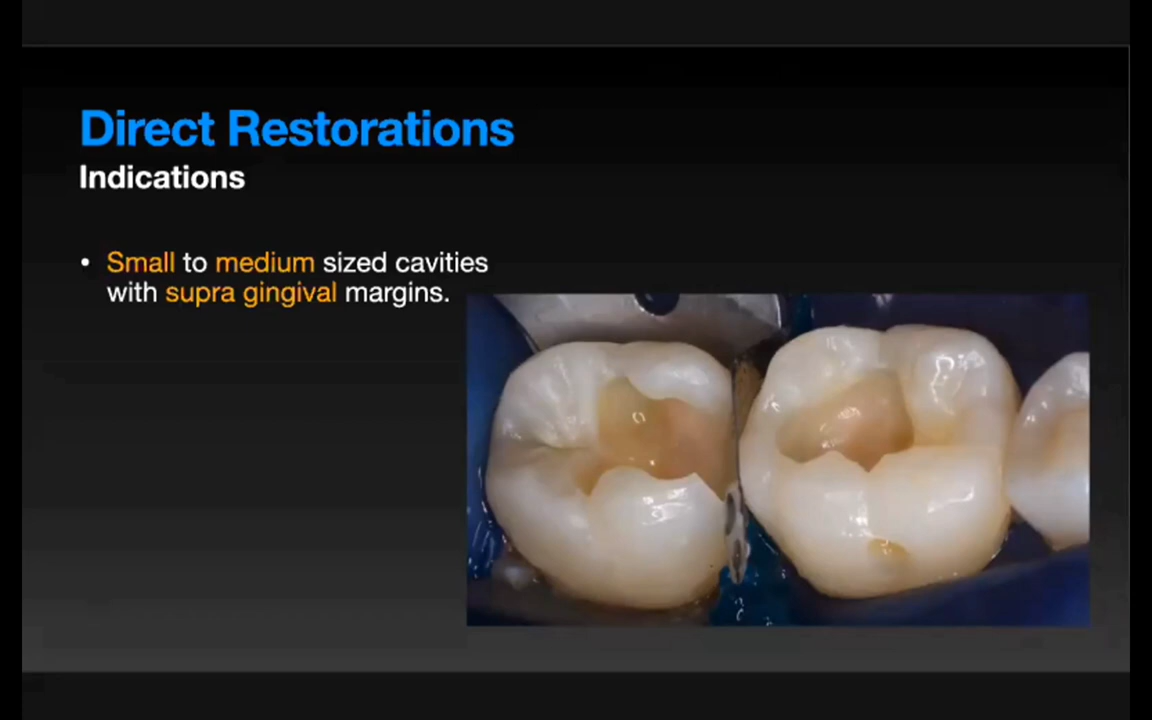 Direct Restorations
Indications
• Small to medium sized cavities
with supra gingival margins.